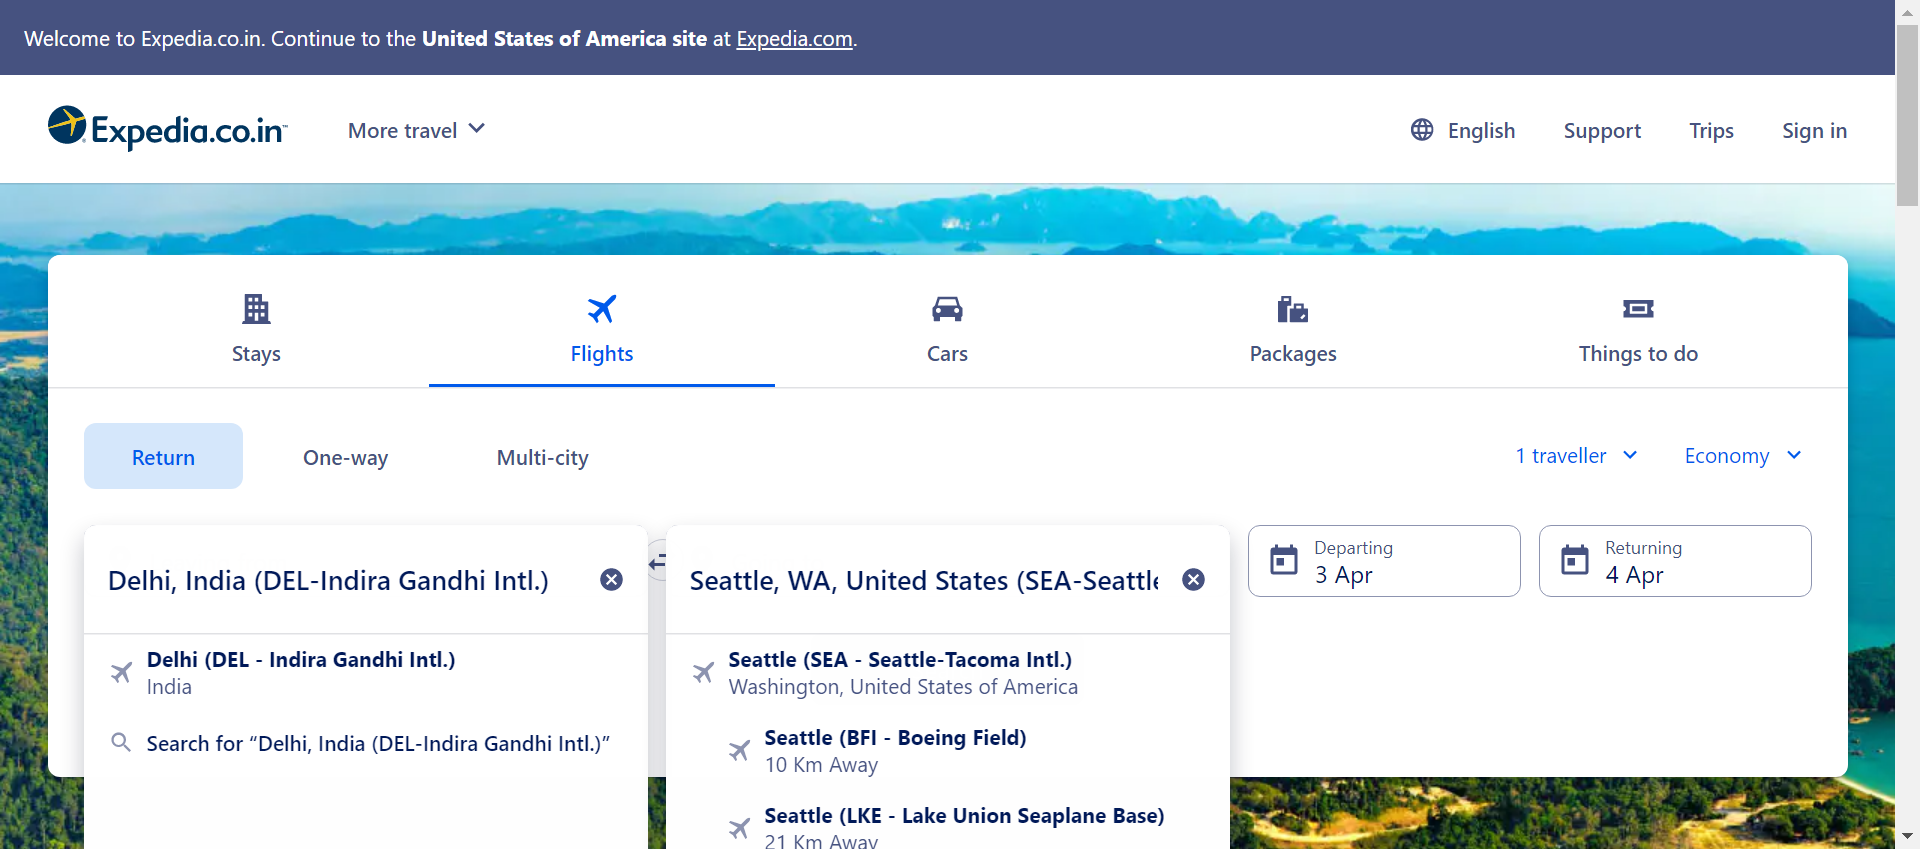 Welcome to Expedia.co.in. Continue to the United States of America site at Expedia.com.
Expedia.co.in™
More travel
English
Support
Trips
Sign in
Stays
Flights
Cars
Packages
Things to do
Return
One-way
Multi-city
1 traveller
Economy
Delhi, India (DEL-Indira Gandhi Intl.)
Seattle, WA, United States (SEA-Seattle
Departing
3 Apr
Returning
4 Apr
Delhi (DEL - Indira Gandhi Intl.)
India
Search for “Delhi, India (DEL-Indira Gandhi Intl.)”
Seattle (SEA - Seattle-Tacoma Intl.)
Washington, United States of America
Seattle (BFI - Boeing Field)
10 Km Away
Seattle (LKE - Lake Union Seaplane Base)
21 Km Away